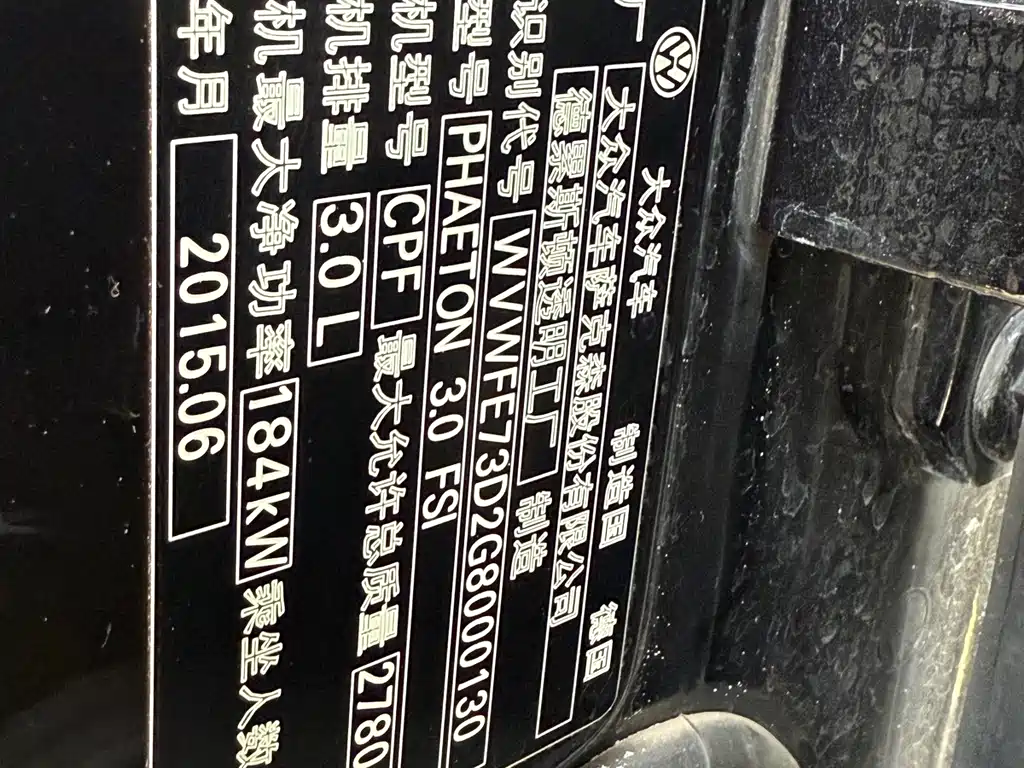 大众汽车 制造国 德国
厂 大众汽车萨克森股份有限公司
德累斯顿透明工厂 制造
识别代号 WVWFE73D2G8000130
型号 PHAETON 3.0 FSI
机型号 CPF 最大允许总质量 2780
机排量 3.0 L
机最大净功率 184kW 乘坐人数
年月 2015.06